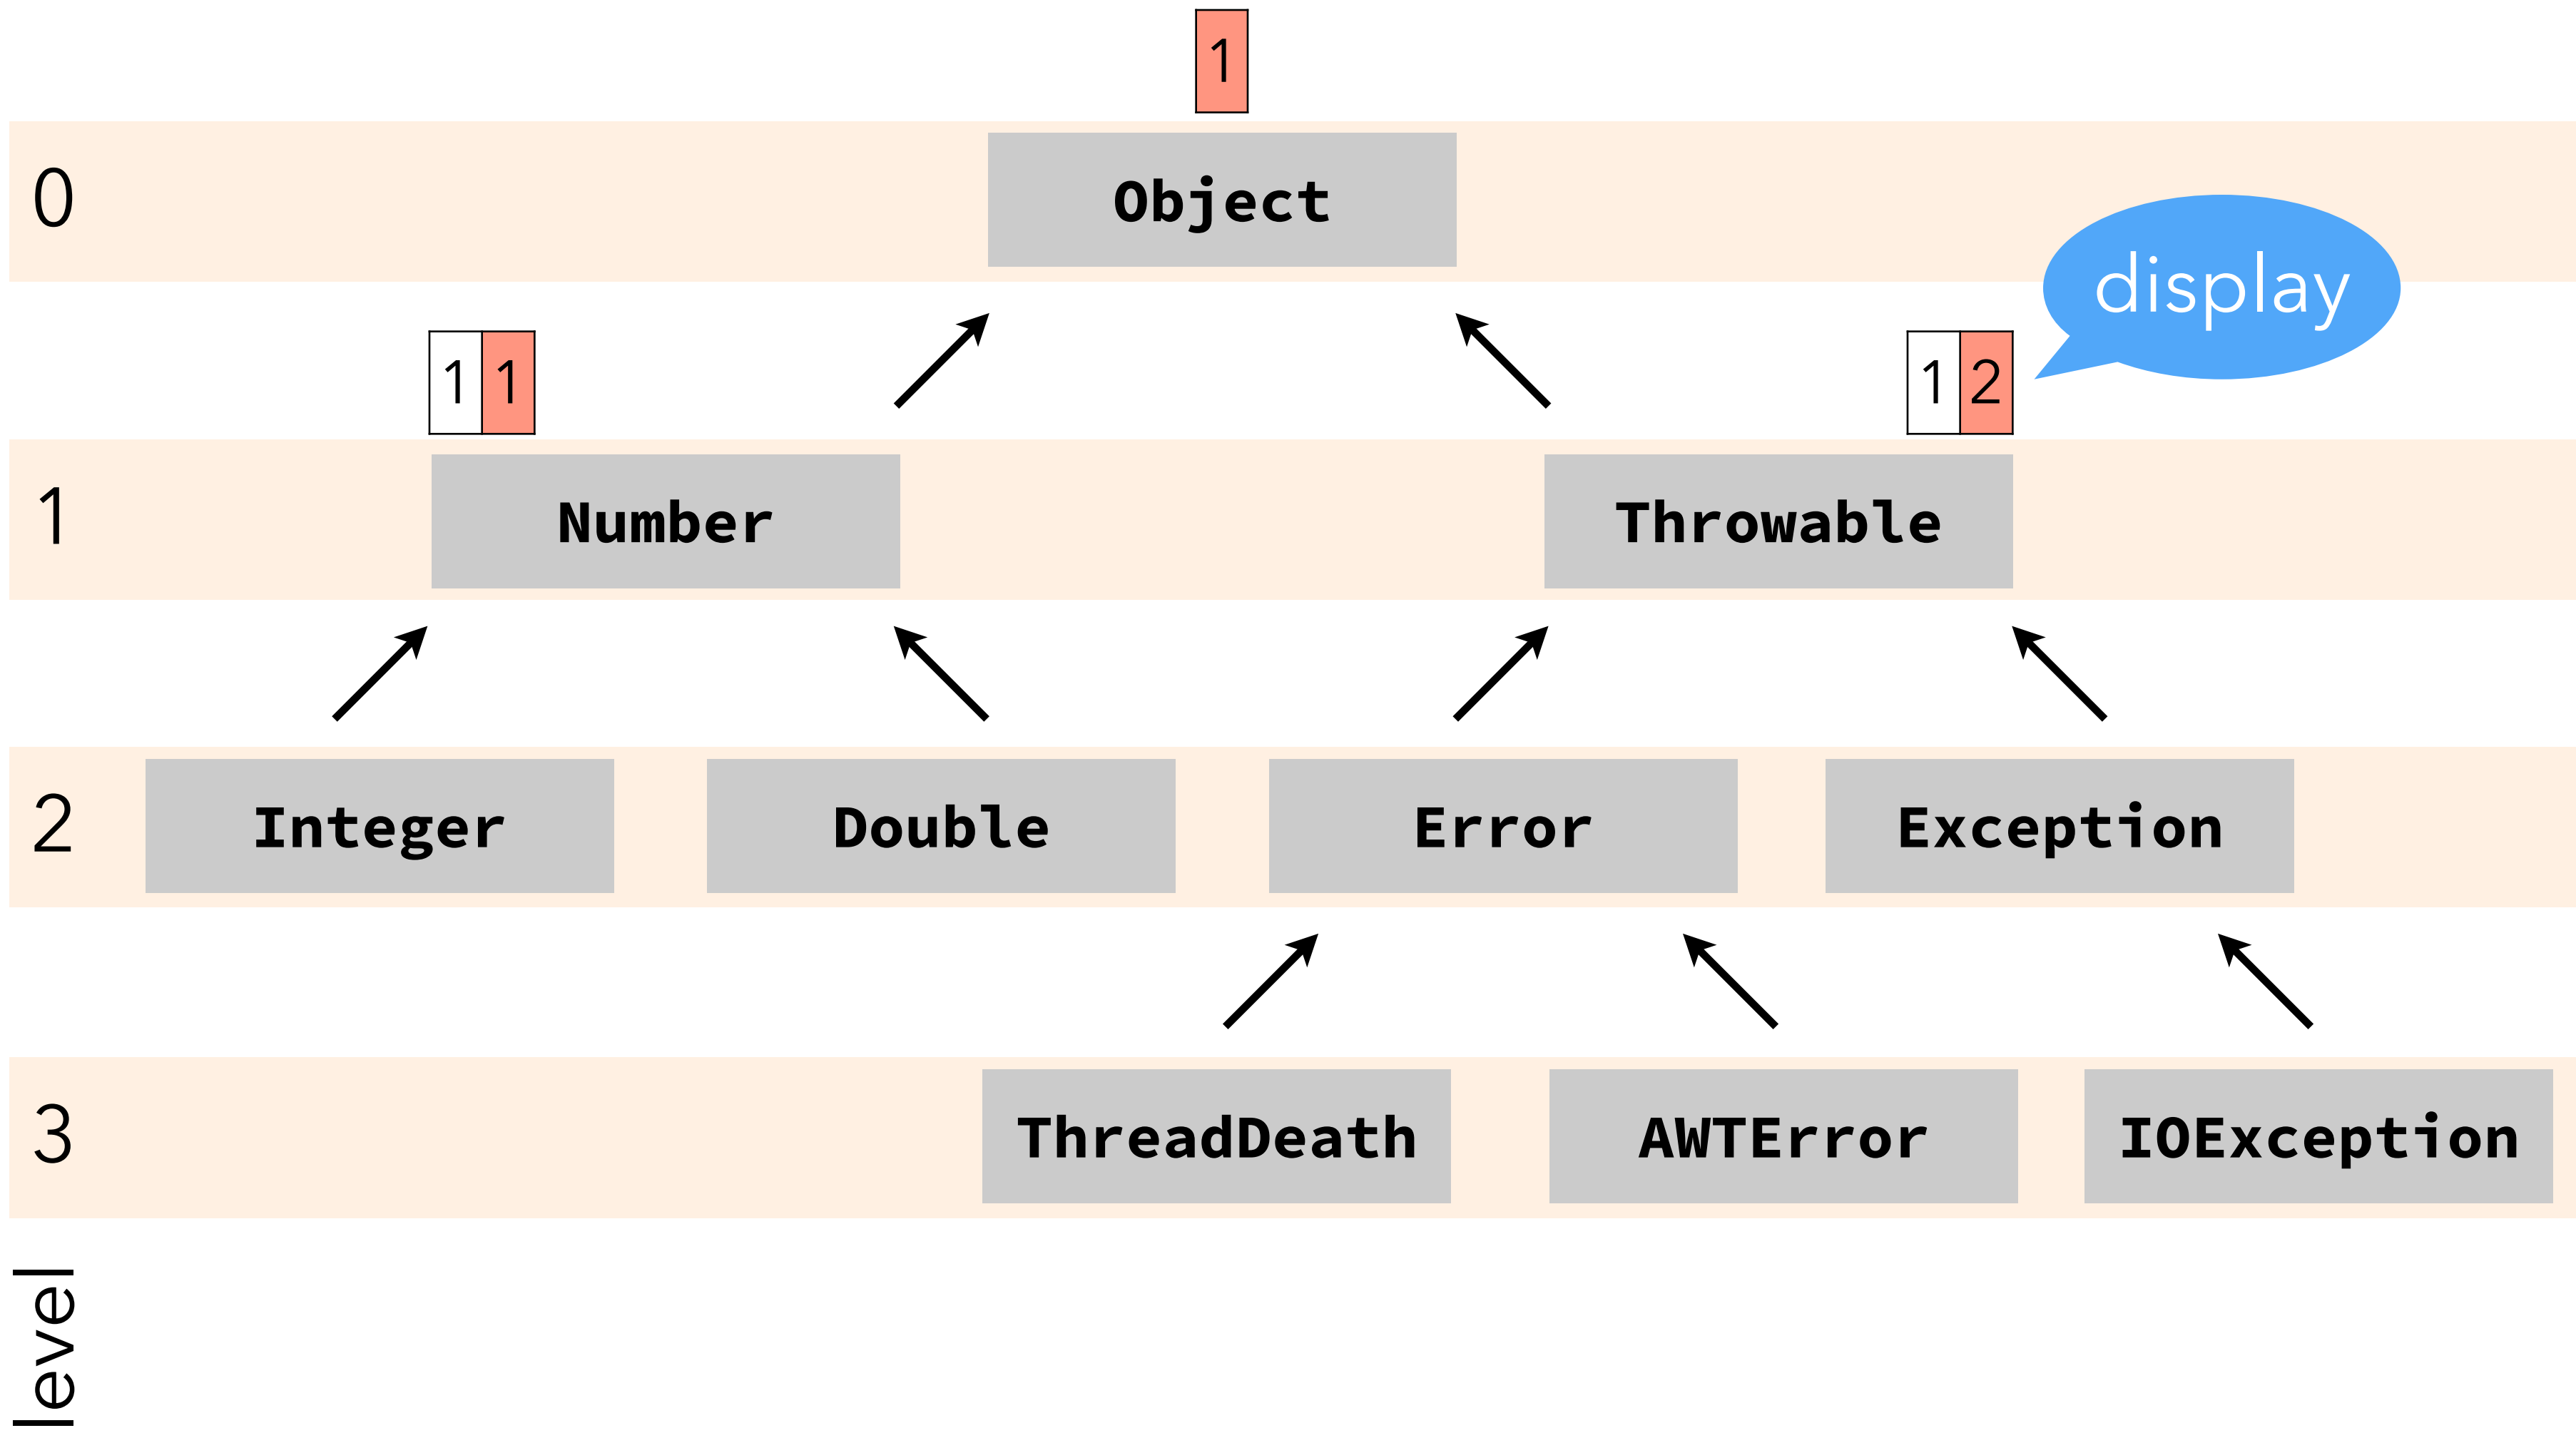 1
0
Object
display
1 1
1 2
1
Number
Throwable
2
Integer
Double
Error
Exception
3
ThreadDeath
AWTError
IOException
level